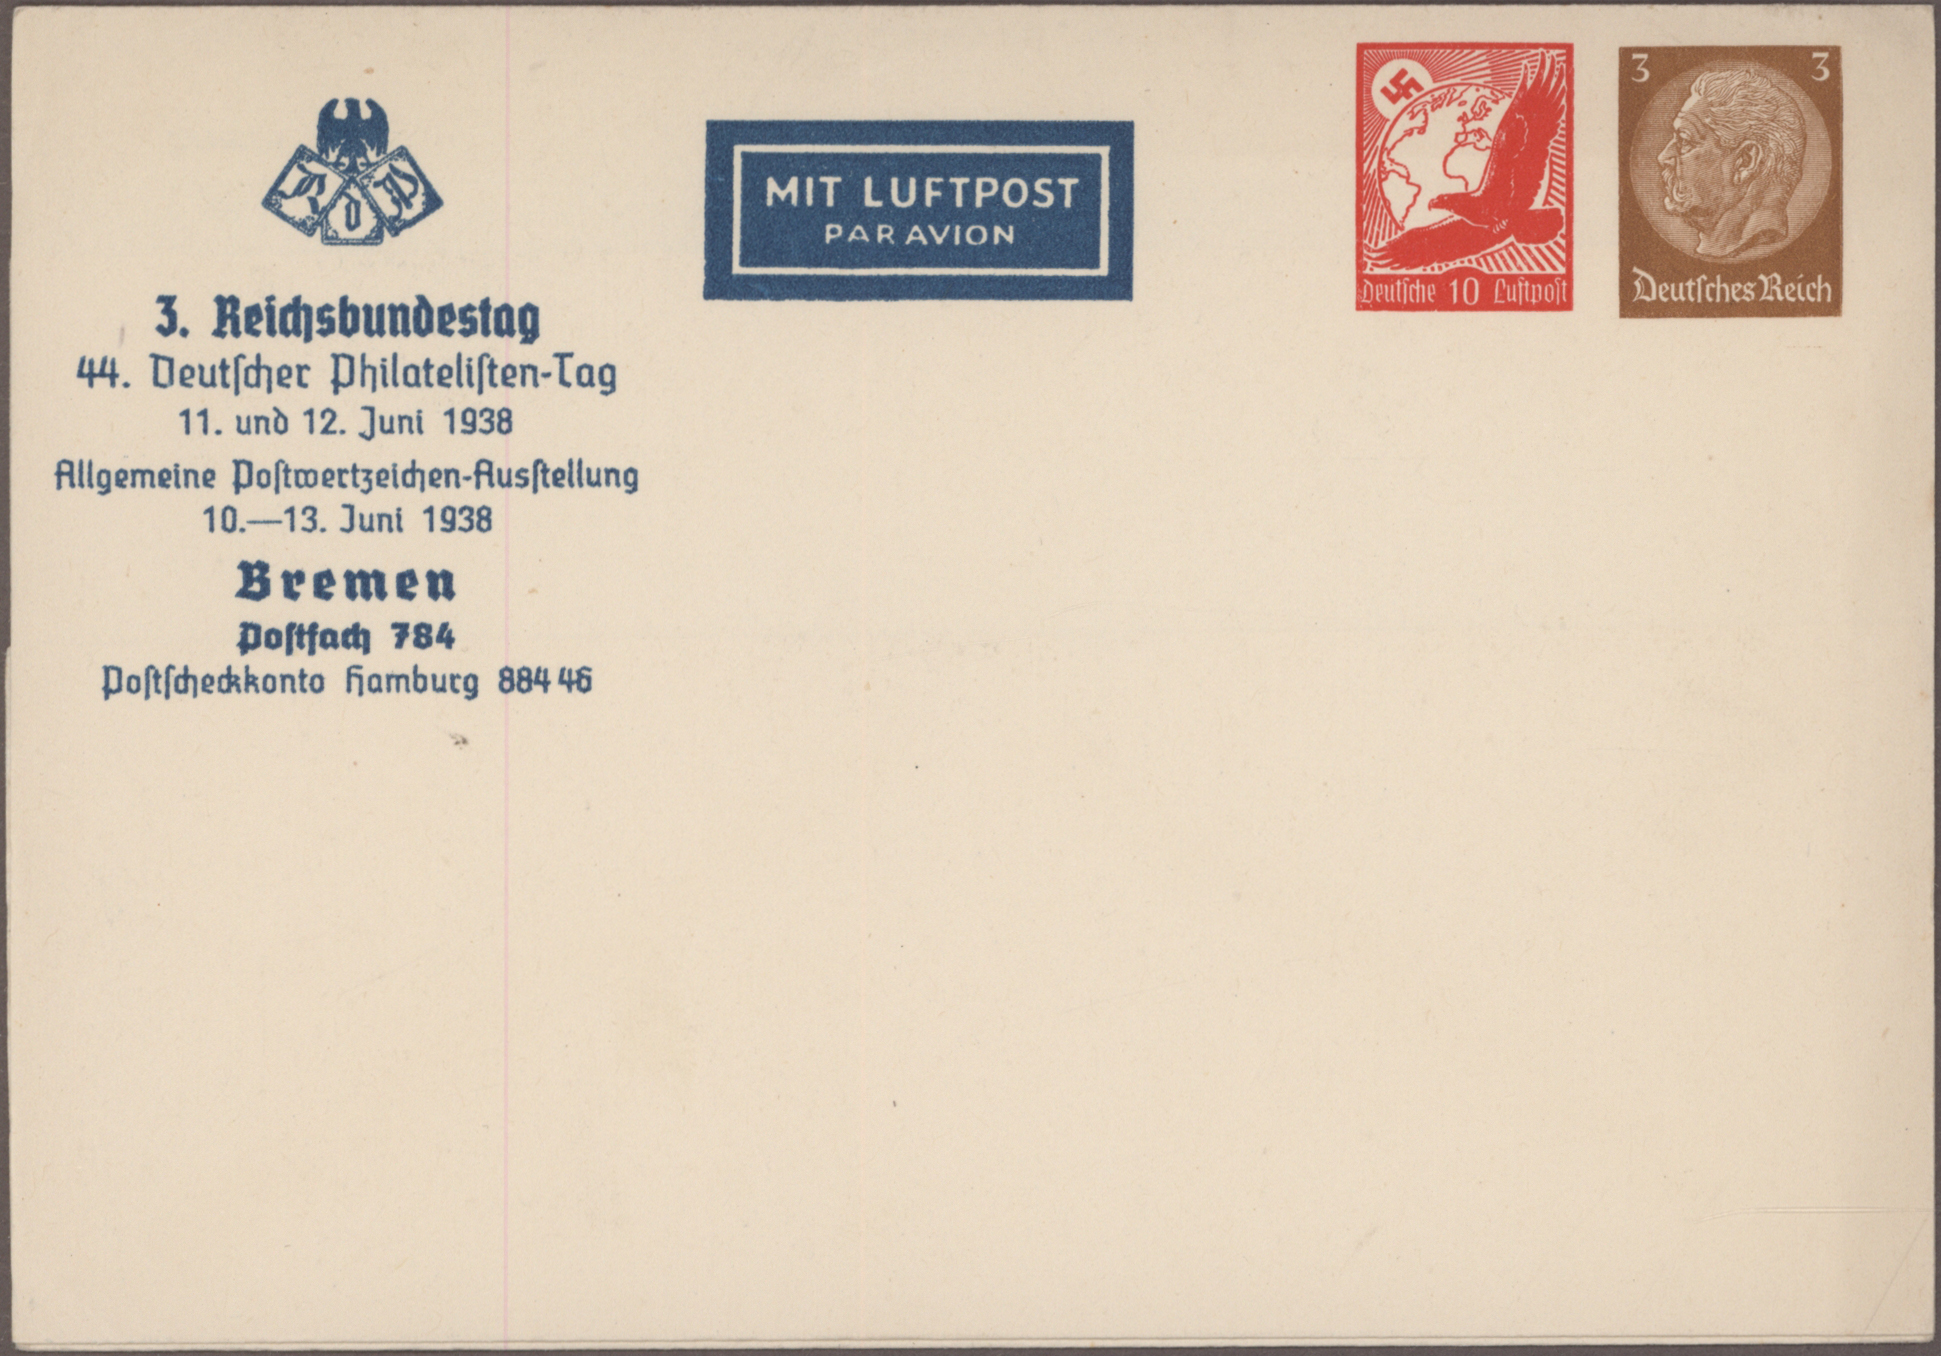 R d P
3. Reichsbundestag
44. Deutſcher Philateliſten-Tag
11. und 12. Juni 1938
Allgemeine Poſtwertzeichen-Ausſtellung
10.—13. Juni 1938
Bremen
Poſtfach 784
Poſtſcheckkonto Hamburg 884 46
MIT LUFTPOST
PAR AVION
Deutſche 10 Luftpoſt
3 3
Deutſches Reich